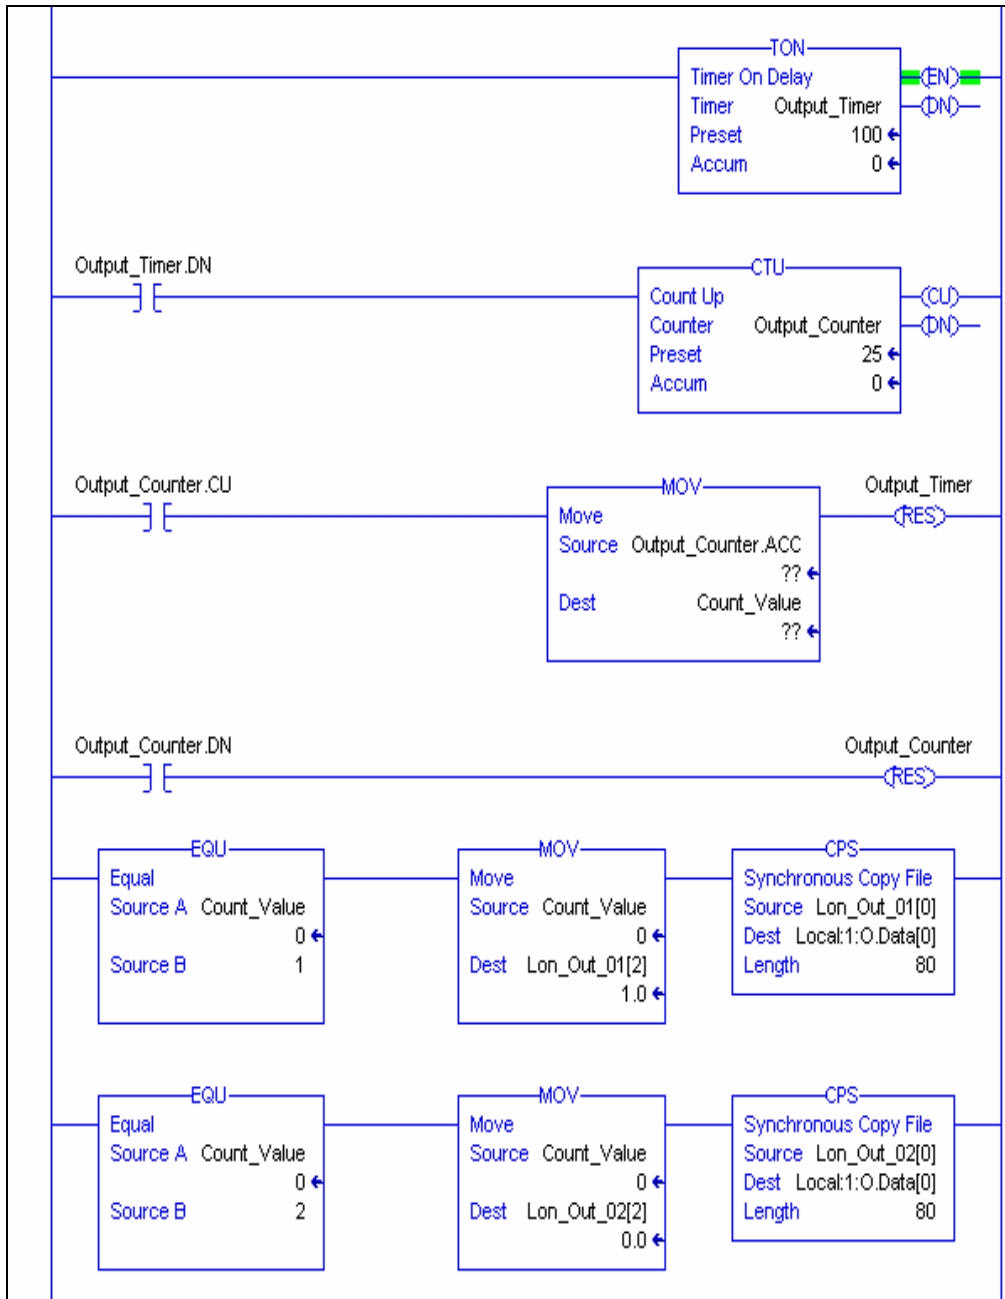 TON
Timer On Delay
Timer Output_Timer
Preset 100
Accum 0
EN
DN
Output_Timer.DN
CTU
Count Up
Counter Output_Counter
Preset 25
Accum 0
CU
DN
Output_Counter.CU
MOV
Move
Source Output_Counter.ACC
??
Dest Count_Value
??
Output_Timer
RES
Output_Counter.DN
Output_Counter
RES
EQU
Equal
Source A Count_Value
0
Source B 1
MOV
Move
Source Count_Value
0
Dest Lon_Out_01[2]
1.0
CPS
Synchronous Copy File
Source Lon_Out_01[0]
Dest Local:1:O.Data[0]
Length 80
EQU
Equal
Source A Count_Value
0
Source B 2
MOV
Move
Source Count_Value
0
Dest Lon_Out_02[2]
0.0
CPS
Synchronous Copy File
Source Lon_Out_02[0]
Dest Local:1:O.Data[0]
Length 80